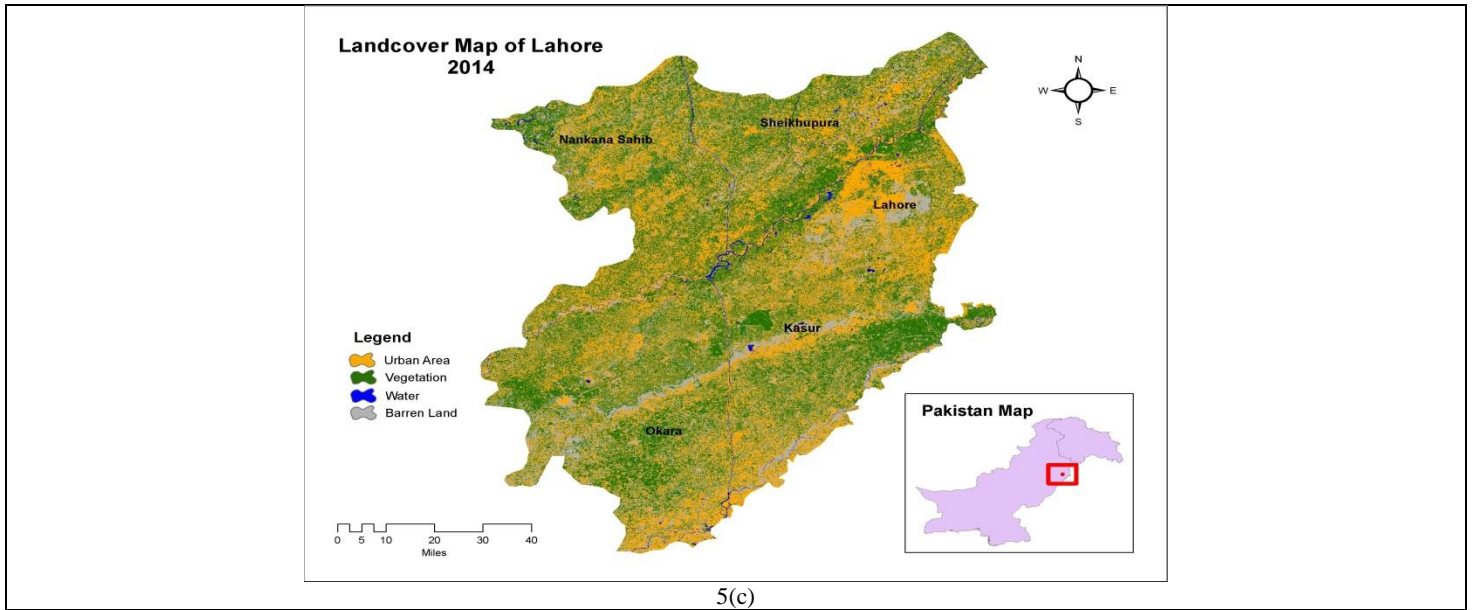 Landcover Map of Lahore
2014
N
W
E
S
Sheikhupura
Nankana Sahib
Lahore
Kasur
Okara
Legend
Urban Area
Vegetation
Water
Barren Land
Pakistan Map
0 5 10 20 30 40
Miles
5(c)